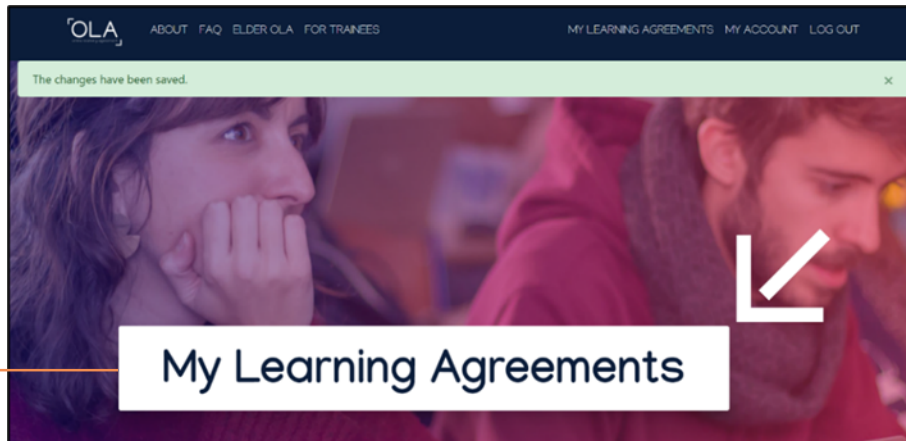 OLA ABOUT FAQ ELDER OLA FOR TRAINEES MY LEARNING AGREEMENTS MY ACCOUNT LOG OUT
The changes have been saved. ×
My Learning Agreements